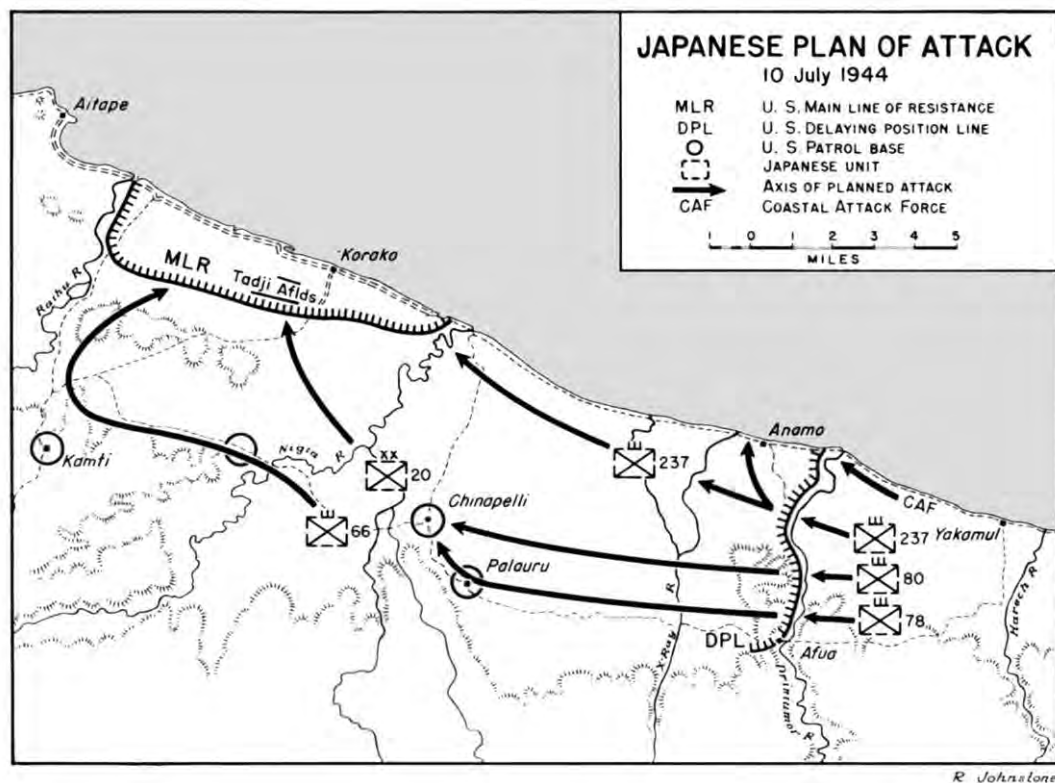 JAPANESE PLAN OF ATTACK
10 July 1944
MLR U. S. MAIN LINE OF RESISTANCE
DPL U. S. DELAYING POSITION LINE
U. S. PATROL BASE
JAPANESE UNIT
AXIS OF PLANNED ATTACK
CAF COASTAL ATTACK FORCE
1 0 1 2 3 4 5
MILES
Aitape
Raihu R
MLR
Tadji Aflds
Korako
Kamti
Nigia R
XX
20
E
66
Chinapelli
Palauru
E
237
X-Ray R
Anamo
CAF
E
237
Yakamul
E
80
E
78
DPL
Afua
Driniumor R
Harech R
R Johnstone